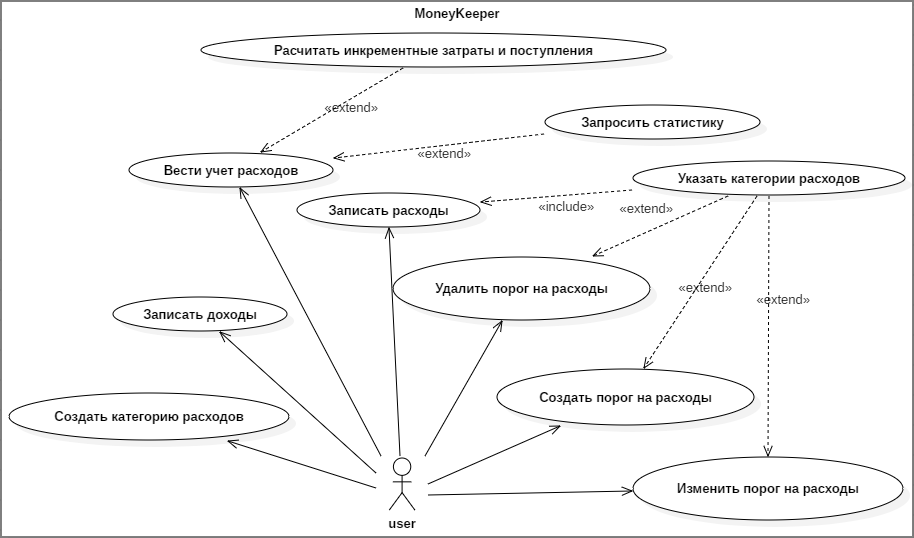 MoneyKeeper
Расчитать инкрементные затраты и поступления
«extend»
Запросить статистику
«extend»
Вести учет расходов
Указать категории расходов
Записать расходы
«include»
«extend»
Удалить порог на расходы
«extend»
«extend»
Записать доходы
Создать порог на расходы
Создать категорию расходов
Изменить порог на расходы
user